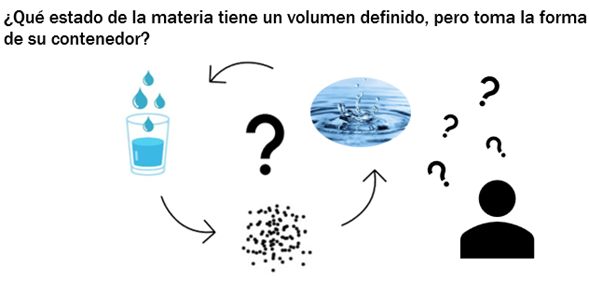 ¿Qué estado de la materia tiene un volumen definido, pero toma la forma
de su contenedor?
?
?
?
?
?